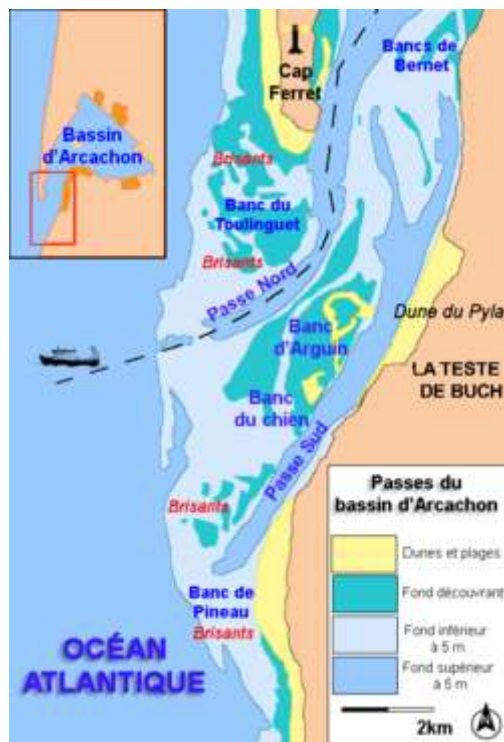 Bassin
d'Arcachon
Cap
Ferret
Bancs de
Bernet
Brisants
Banc du
Toulinguet
Brisants
Passe Nord
Dune du Pyla
Banc
d'Arguin
LA TESTE
DE BUCH
Banc
du chien
Passe Sud
Brisants
Banc de
Pineau
Brisants
OCÉAN
ATLANTIQUE
Passes du
bassin d'Arcachon
Dunes et plages
Fond découvrant
Fond inférieur
à 5 m
Fond supérieur
à 5 m
2km